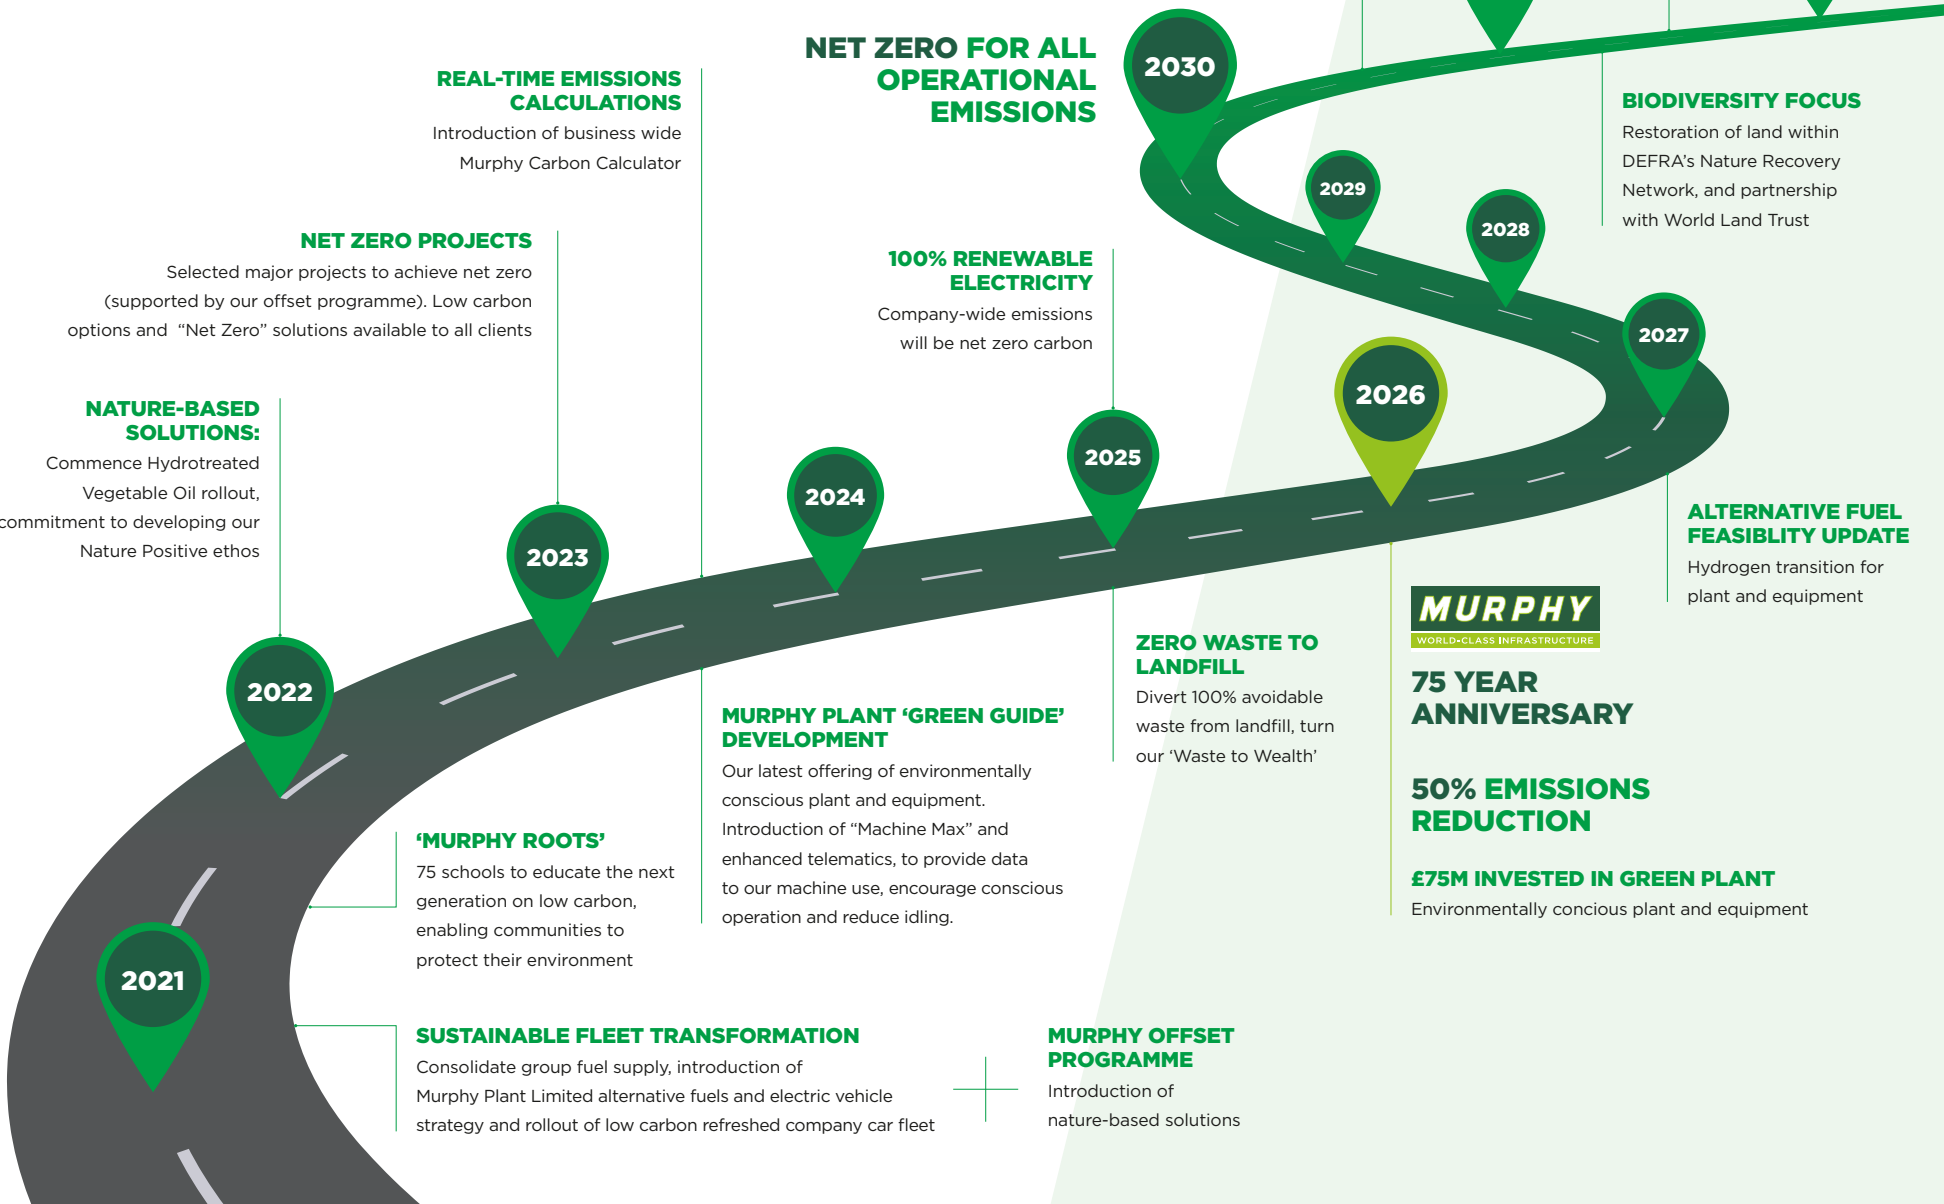 NET ZERO FOR ALL
OPERATIONAL
EMISSIONS
2030
REAL-TIME EMISSIONS
CALCULATIONS
Introduction of business wide
Murphy Carbon Calculator
BIODIVERSITY FOCUS
Restoration of land within
DEFRA’s Nature Recovery
Network, and partnership
with World Land Trust
2029
2028
NET ZERO PROJECTS
Selected major projects to achieve net zero
(supported by our offset programme). Low carbon
options and “Net Zero” solutions available to all clients
100% RENEWABLE
ELECTRICITY
Company-wide emissions
will be net zero carbon
2027
2026
NATURE-BASED
SOLUTIONS:
Commence Hydrotreated
Vegetable Oil rollout,
commitment to developing our
Nature Positive ethos
2025
2024
2023
ALTERNATIVE FUEL
FEASIBLITY UPDATE
Hydrogen transition for
plant and equipment
MURPHY
WORLD-CLASS INFRASTRUCTURE
75 YEAR
ANNIVERSARY
50% EMISSIONS
REDUCTION
£75M INVESTED IN GREEN PLANT
Environmentally concious plant and equipment
ZERO WASTE TO
LANDFILL
Divert 100% avoidable
waste from landfill, turn
our ‘Waste to Wealth’
2022
MURPHY PLANT ‘GREEN GUIDE’
DEVELOPMENT
Our latest offering of environmentally
conscious plant and equipment.
Introduction of “Machine Max” and
enhanced telematics, to provide data
to our machine use, encourage conscious
operation and reduce idling.
‘MURPHY ROOTS’
75 schools to educate the next
generation on low carbon,
enabling communities to
protect their environment
2021
SUSTAINABLE FLEET TRANSFORMATION
Consolidate group fuel supply, introduction of
Murphy Plant Limited alternative fuels and electric vehicle
strategy and rollout of low carbon refreshed company car fleet
MURPHY OFFSET
PROGRAMME
Introduction of
nature-based solutions